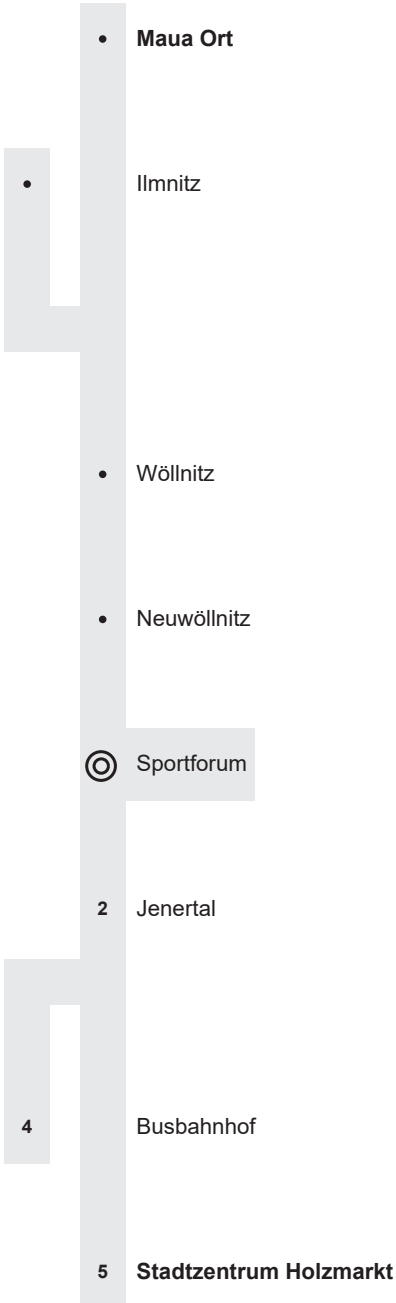 Maua Ort
Ilmnitz
Wöllnitz
Neuwöllnitz
Sportforum
2 Jenertal
4 Busbahnhof
5 Stadtzentrum Holzmarkt